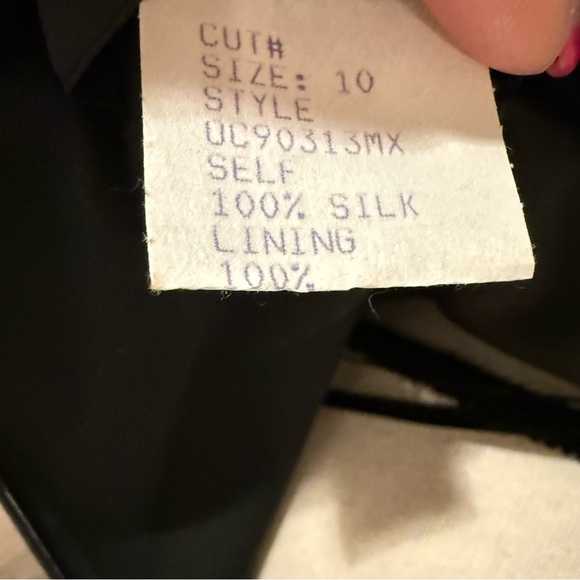 CUT#
SIZE: 10
STYLE
UC90313MX
SELF
100% SILK
LINING
100%